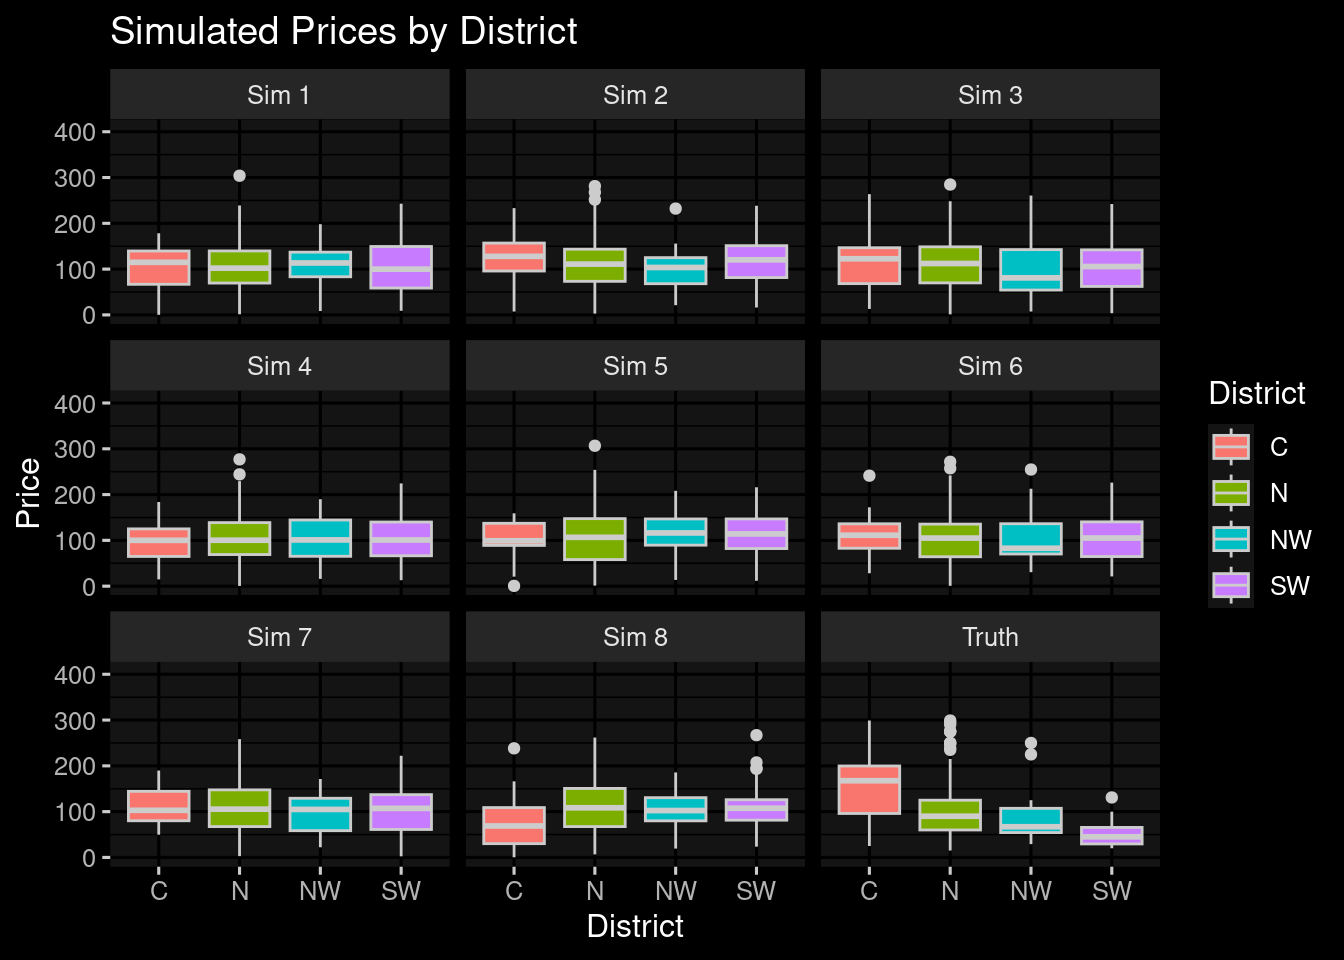 Simulated Prices by District
Sim 1 Sim 2 Sim 3
400
300
200
100
0
Sim 4 Sim 5 Sim 6
400
300
200
100
0
Sim 7 Sim 8 Truth
400
300
200
100
0
C N NW SW C N NW SW C N NW SW
District
Price
District
C
N
NW
SW